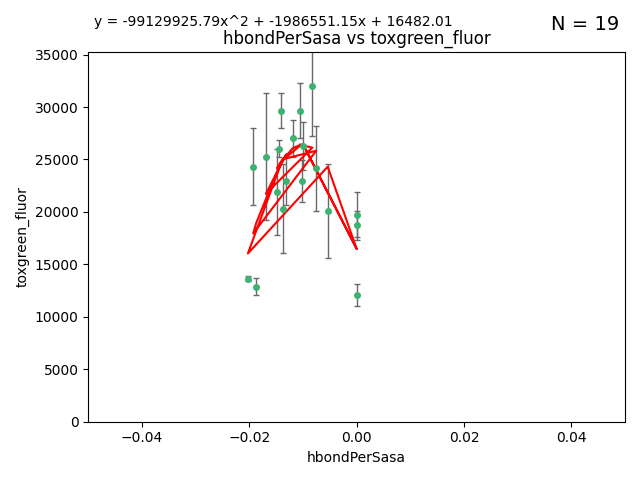 y = -99129925.79x^2 + -1986551.15x + 16482.01
N = 19
hbondPerSasa vs toxgreen_fluor
35000
30000
25000
20000
15000
10000
5000
0
toxgreen_fluor
−0.04 −0.02 0.00 0.02 0.04
hbondPerSasa